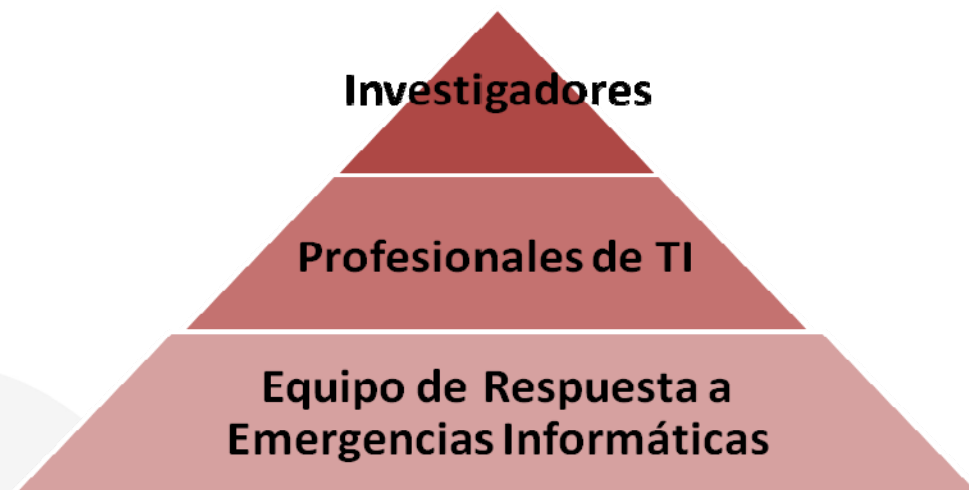 Investigadores
Profesionales de TI
Equipo de Respuesta a
Emergencias Informáticas